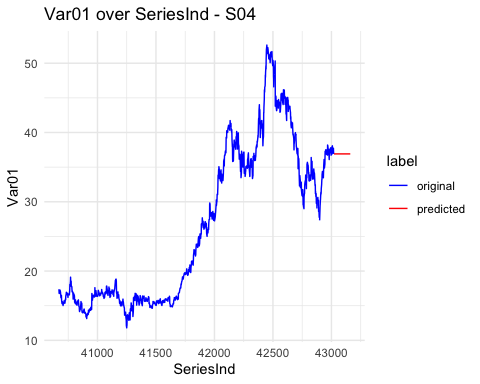 Var01 over SeriesInd - S04
50
40
30
20
10
Var01
41000 41500 42000 42500 43000
SeriesInd
label
original
predicted